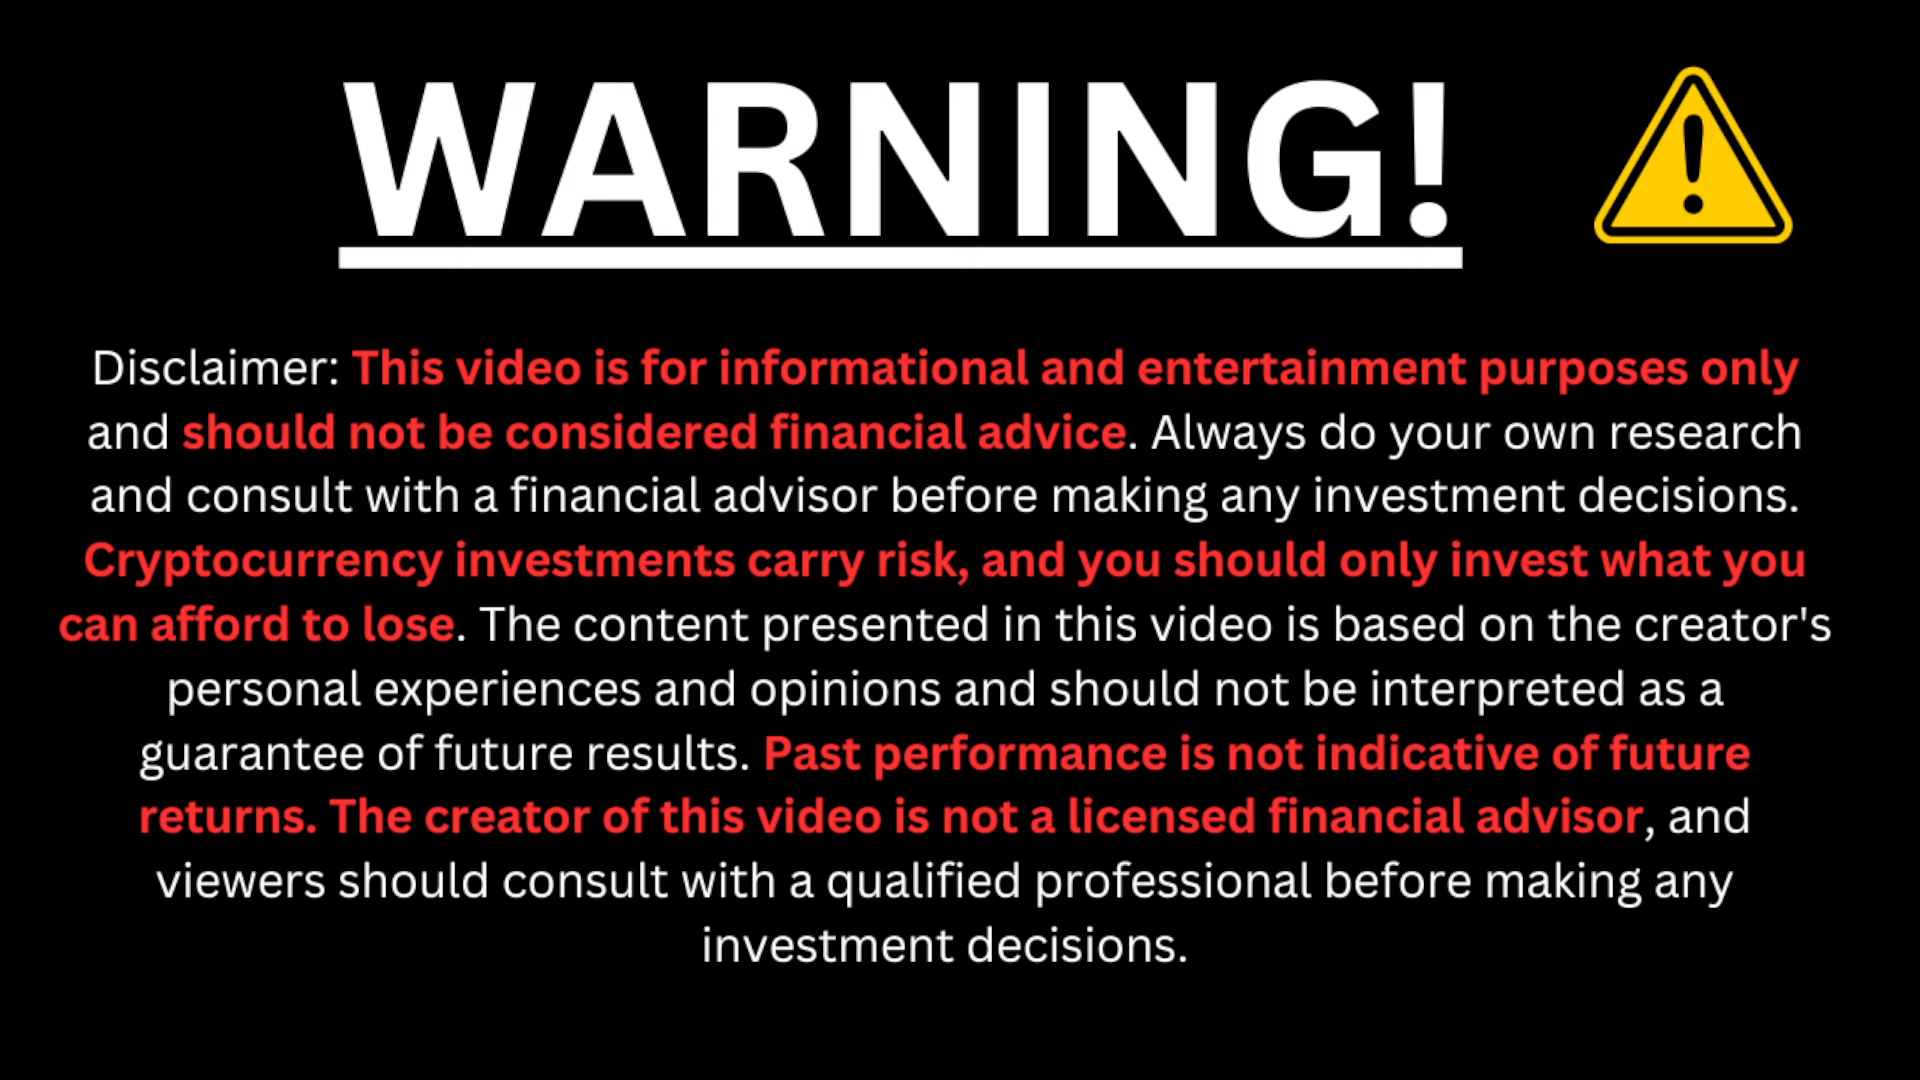 WARNING!
Disclaimer: This video is for informational and entertainment purposes only
and should not be considered financial advice. Always do your own research
and consult with a financial advisor before making any investment decisions.
Cryptocurrency investments carry risk, and you should only invest what you
can afford to lose. The content presented in this video is based on the creator's
personal experiences and opinions and should not be interpreted as a
guarantee of future results. Past performance is not indicative of future
returns. The creator of this video is not a licensed financial advisor, and
viewers should consult with a qualified professional before making any
investment decisions.